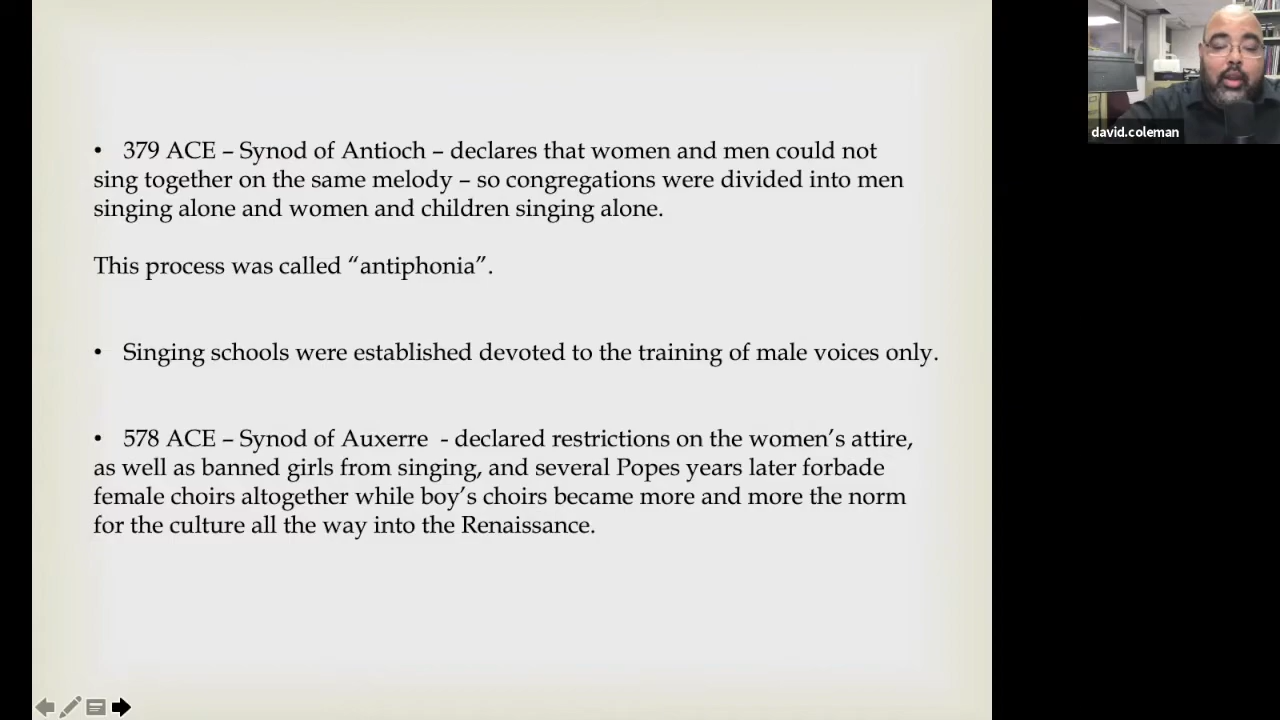 • 379 ACE – Synod of Antioch – declares that women and men could not
sing together on the same melody – so congregations were divided into men
singing alone and women and children singing alone.
This process was called “antiphonia”.
• Singing schools were established devoted to the training of male voices only.
• 578 ACE – Synod of Auxerre - declared restrictions on the women’s attire,
as well as banned girls from singing, and several Popes years later forbade
female choirs altogether while boy’s choirs became more and more the norm
for the culture all the way into the Renaissance.
david.coleman